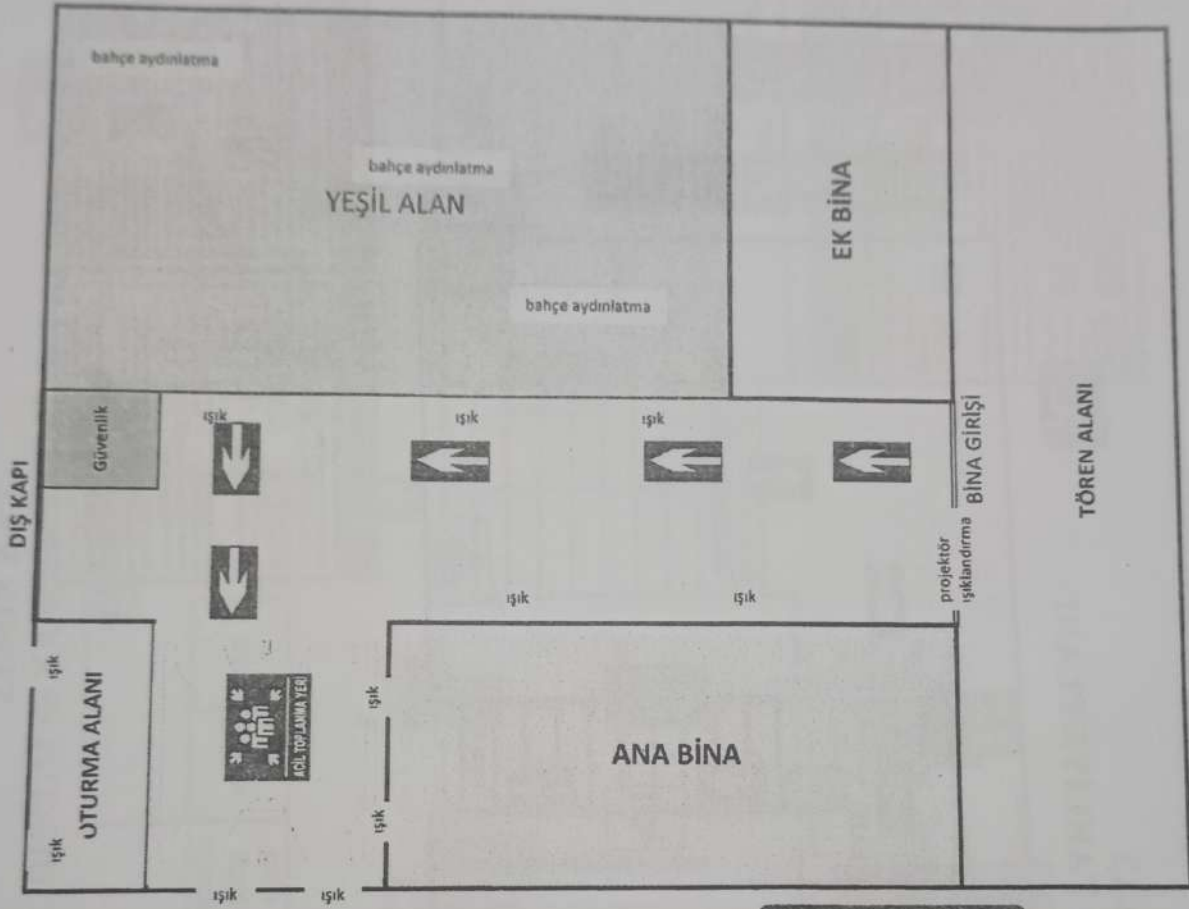 bahçe aydınlatma
bahçe aydınlatma
YEŞİL ALAN
bahçe aydınlatma
EK BİNA
DIŞ KAPI
Güvenlik
ışık
ışık
ışık
BİNA GİRİŞİ
TÖREN ALANI
projektör
ışıklandırma
ışık
ışık
OTURMA ALANI
ışık
ışık
ACİL TOPLANMA YERİ
ışık
ışık
ANA BİNA
ışık
ışık